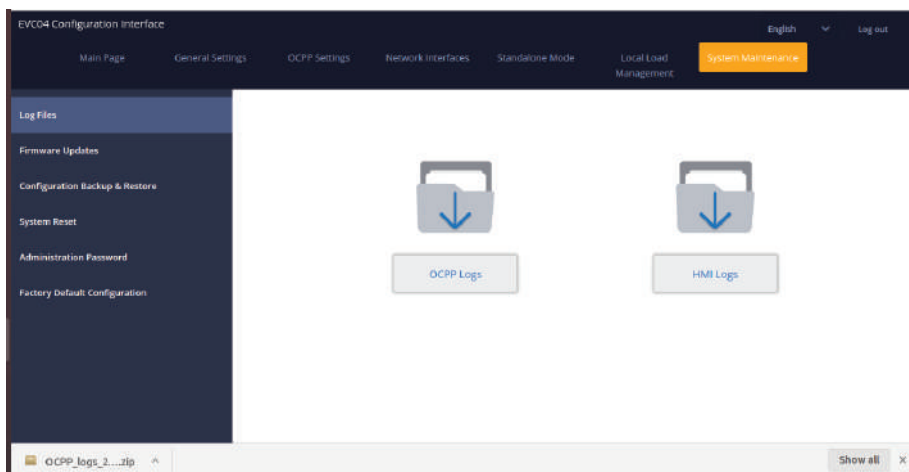 EVC04 Configuration Interface
English
Log out
Main Page
General Settings
OCPP Settings
Network Interfaces
Standalone Mode
Local Load
Management
System Maintenance
Log Files
Firmware Updates
Configuration Backup & Restore
System Reset
Administration Password
Factory Default Configuration
OCPP Logs
HMI Logs
OCPP_logs_2....zip
Show all